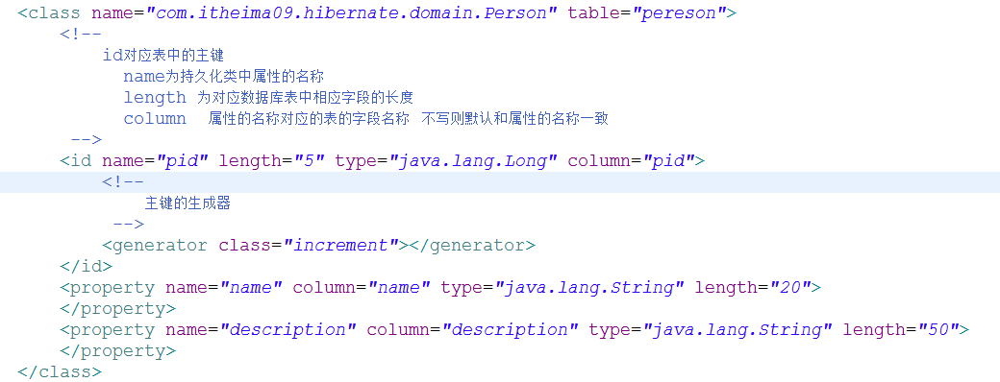 <class name="com.itheima09.hibernate.domain.Person" table="pereson">
<!--
id对应表中的主键
name为持久化类中属性的名称
length 为对应数据库表中相应字段的长度
column 属性的名称对应的表的字段名称 不写则默认和属性的名称一致
-->
<id name="pid" length="5" type="java.lang.Long" column="pid">
<!--
主键的生成器
-->
<generator class="increment"></generator>
</id>
<property name="name" column="name" type="java.lang.String" length="20">
</property>
<property name="description" column="description" type="java.lang.String" length="50">
</property>
</class>